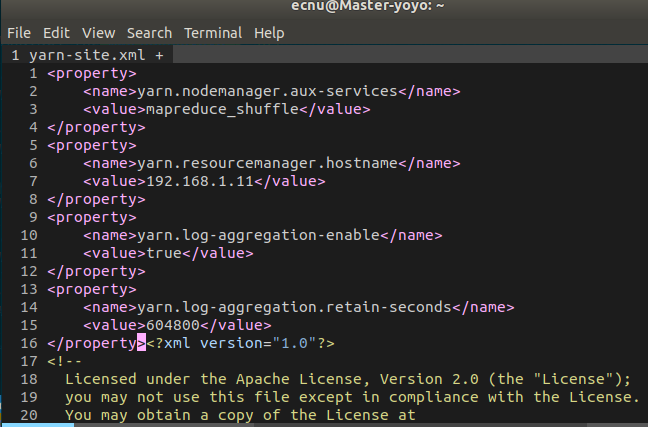 ecnu@Master-yoyo: ~
File Edit View Search Terminal Help
1 yarn-site.xml +
1 <property>
2     <name>yarn.nodemanager.aux-services</name>
3     <value>mapreduce_shuffle</value>
4 </property>
5 <property>
6     <name>yarn.resourcemanager.hostname</name>
7     <value>192.168.1.11</value>
8 </property>
9 <property>
10     <name>yarn.log-aggregation-enable</name>
11     <value>true</value>
12 </property>
13 <property>
14     <name>yarn.log-aggregation.retain-seconds</name>
15     <value>604800</value>
16 </property><?xml version="1.0"?>
17 <!--
18   Licensed under the Apache License, Version 2.0 (the "License");
19   you may not use this file except in compliance with the License.
20   You may obtain a copy of the License at